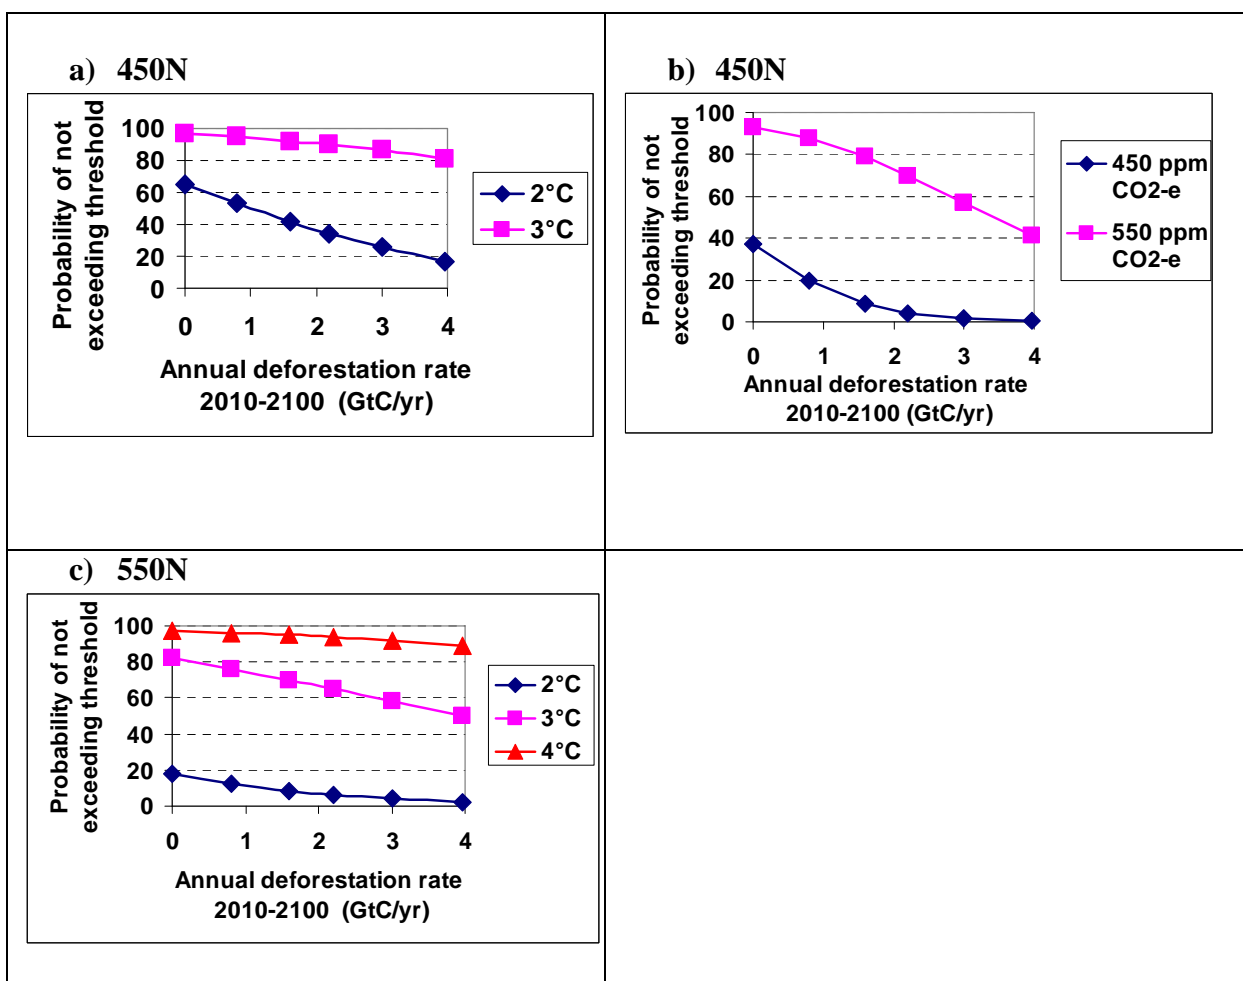 a) 450N
Probability of not
exceeding threshold
100
80
60
40
20
0
0 1 2 3 4
Annual deforestation rate
2010-2100 (GtC/yr)
2°C
3°C
b) 450N
Probability of not
exceeding threshold
100
80
60
40
20
0
0 1 2 3 4
Annual deforestation rate
2010-2100 (GtC/yr)
450 ppm
CO2-e
550 ppm
CO2-e
c) 550N
Probability of not
exceeding threshold
100
80
60
40
20
0
0 1 2 3 4
Annual deforestation rate
2010-2100 (GtC/yr)
2°C
3°C
4°C